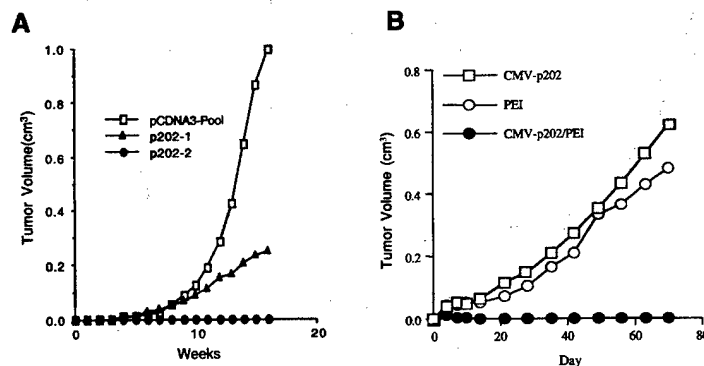 A
Tumor Volume(cm³)
1.0
0.8
0.6
0.4
0.2
0.0
pCDNA3-Pool
p202-1
p202-2
0
10
20
Weeks
B
Tumor Volume (cm³)
0.8
0.6
0.4
0.2
0.0
CMV-p202
PEI
CMV-p202/PEI
0
20
40
60
80
Day